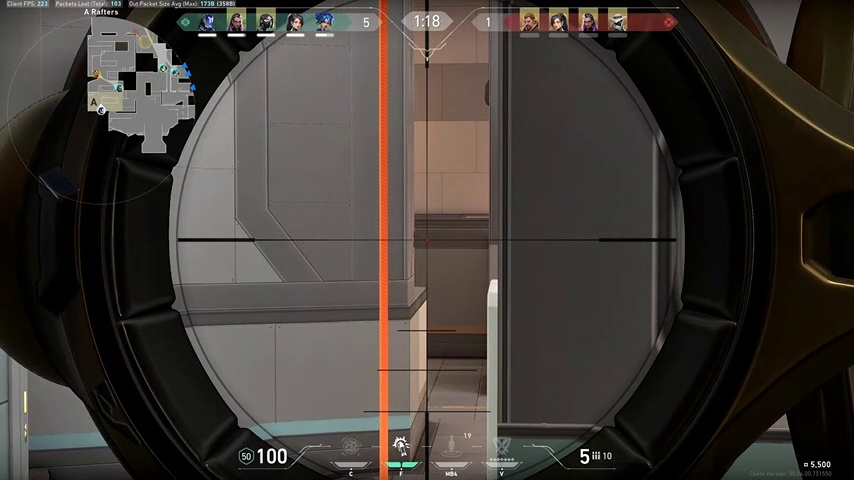 Client FPS: 223 Packets Lost (Total): 103 Out Packet Size Avg (Max): 173B (358B)
A Rafters
5 1:18 1
A
19
50 100 5 10
C F MB4 V
5,500